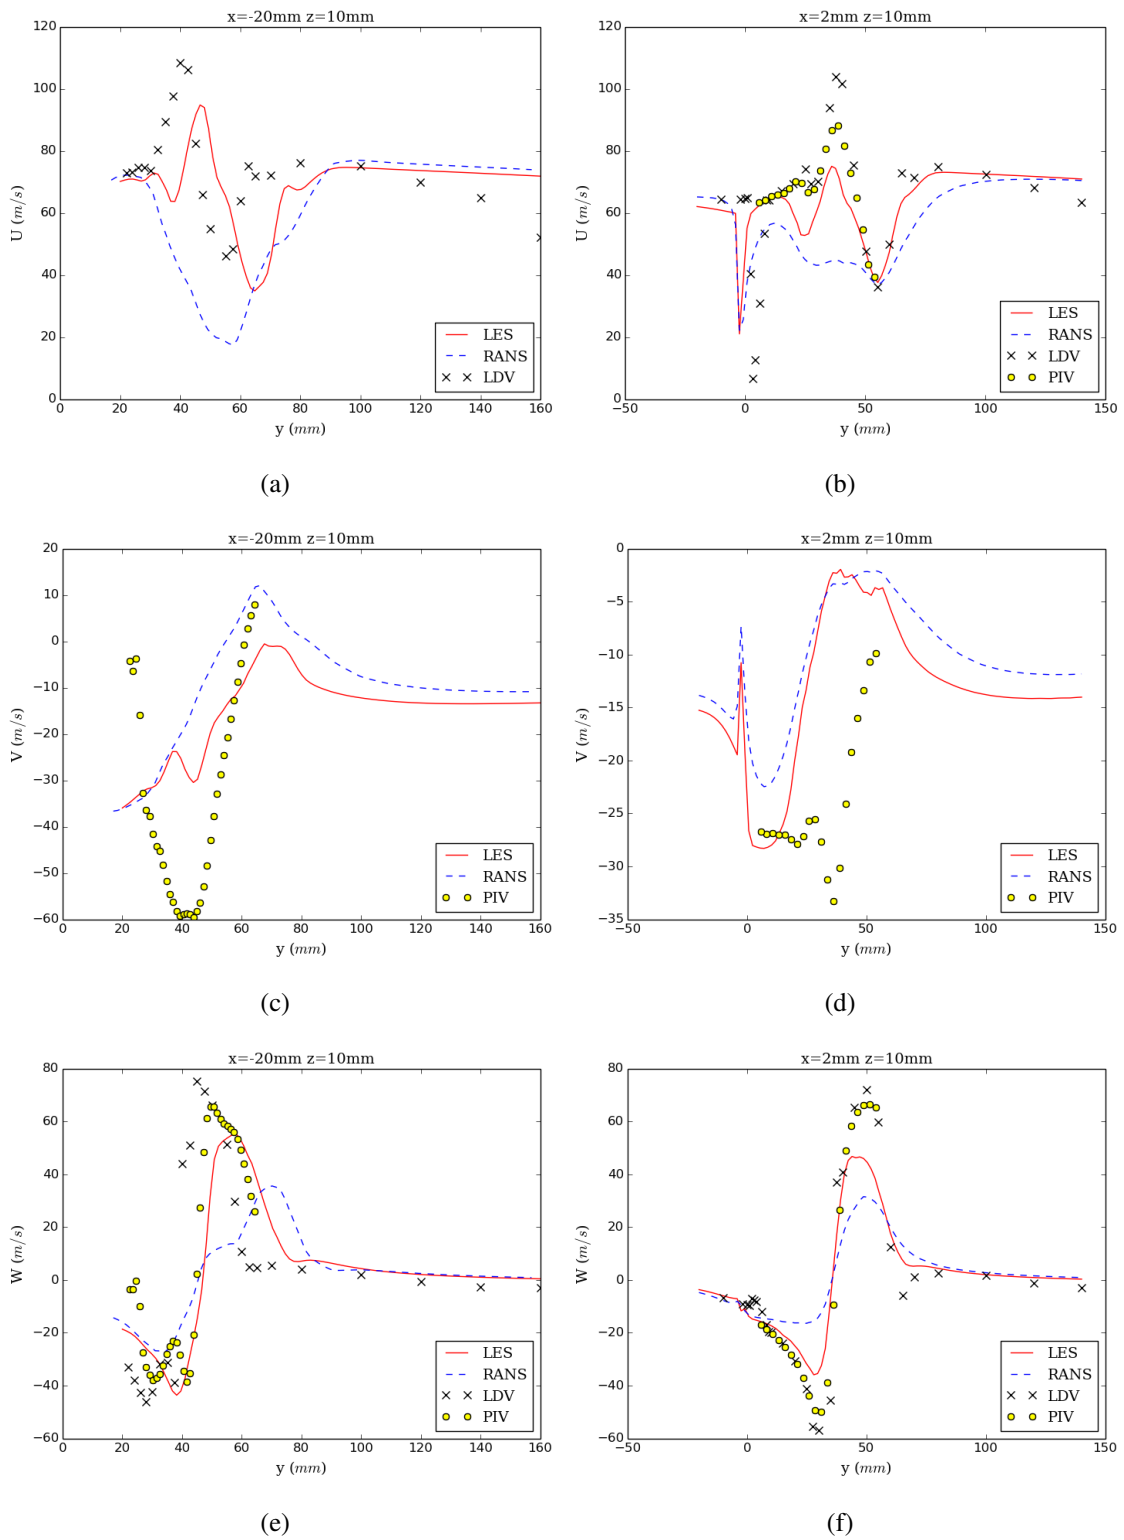 x=-20mm z=10mm
120
100
80
60
40
20
0
U (m/s)
LES
RANS
LDV
0 20 40 60 80 100 120 140 160
y (mm)
(a)
x=2mm z=10mm
120
100
80
60
40
20
0
U (m/s)
LES
RANS
LDV
PIV
−50 0 50 100 150
y (mm)
(b)
x=-20mm z=10mm
20
10
0
−10
−20
−30
−40
−50
−60
V (m/s)
LES
RANS
PIV
0 20 40 60 80 100 120 140 160
y (mm)
(c)
x=2mm z=10mm
0
−5
−10
−15
−20
−25
−30
−35
V (m/s)
LES
RANS
PIV
−50 0 50 100 150
y (mm)
(d)
x=-20mm z=10mm
80
60
40
20
0
−20
−40
−60
W (m/s)
LES
RANS
LDV
PIV
0 20 40 60 80 100 120 140 160
y (mm)
(e)
x=2mm z=10mm
80
60
40
20
0
−20
−40
−60
W (m/s)
LES
RANS
LDV
PIV
−50 0 50 100 150
y (mm)
(f)